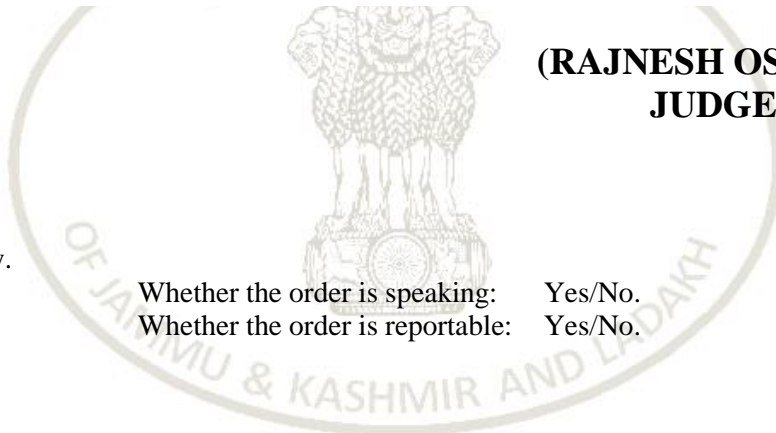 (RAJNESH OS
JUDGE
Whether the order is speaking: Yes/No.
Whether the order is reportable: Yes/No.
OF JAMMU & KASHMIR AND LADAKH